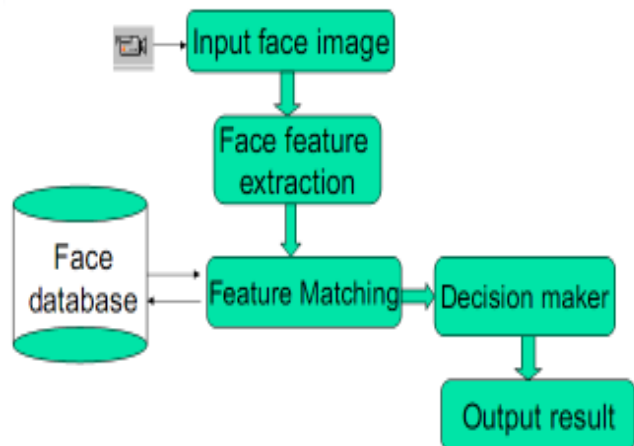 Input face image
Face feature
extraction
Face
database
Feature Matching
Decision maker
Output result